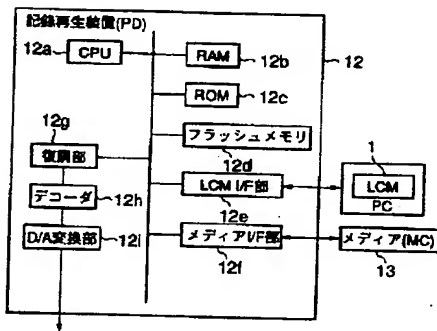 記録再生装置(PD)
12a
CPU
RAM
12b
12
ROM
12c
12g
復調部
フラッシュメモリ
12d
デコーダ
12h
LCM I/F部
12e
1
LCM
PC
D/A変換部
12i
メディアI/F部
12f
メディア(MC)
13